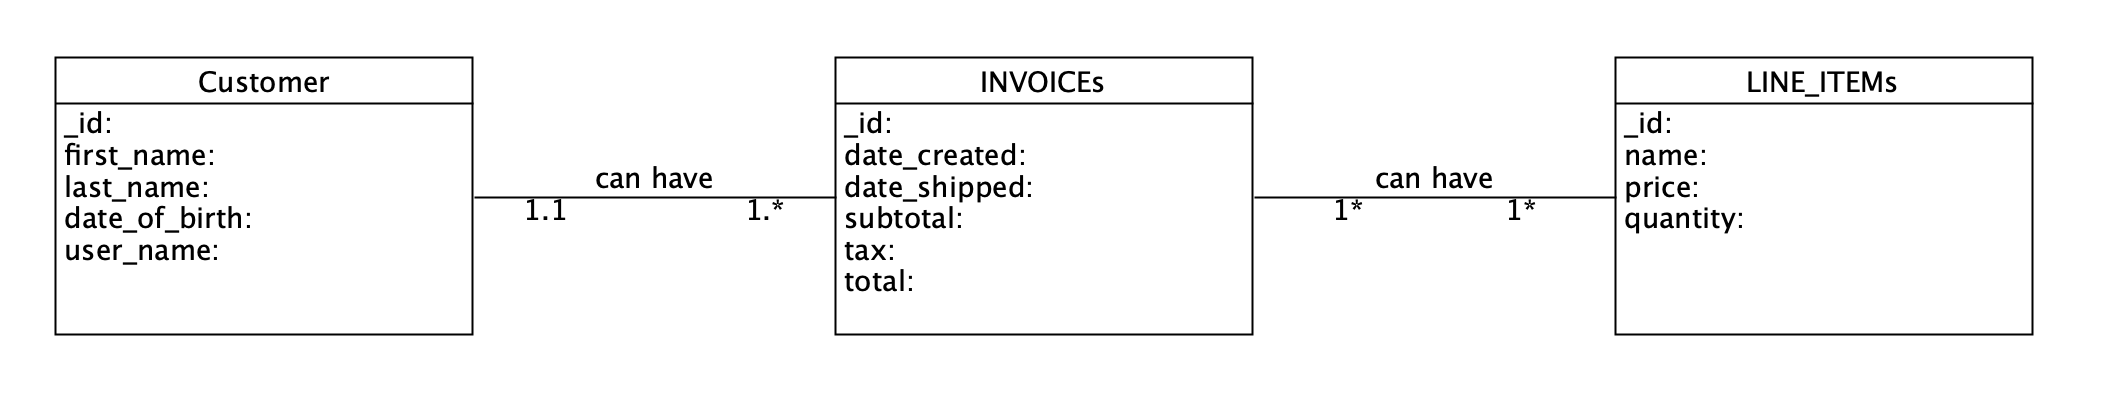 Customer
_id:
first_name:
last_name:
date_of_birth:
user_name:
can have
1.1
1.*
INVOICEs
_id:
date_created:
date_shipped:
subtotal:
tax:
total:
can have
1*
1*
LINE_ITEMs
_id:
name:
price:
quantity: